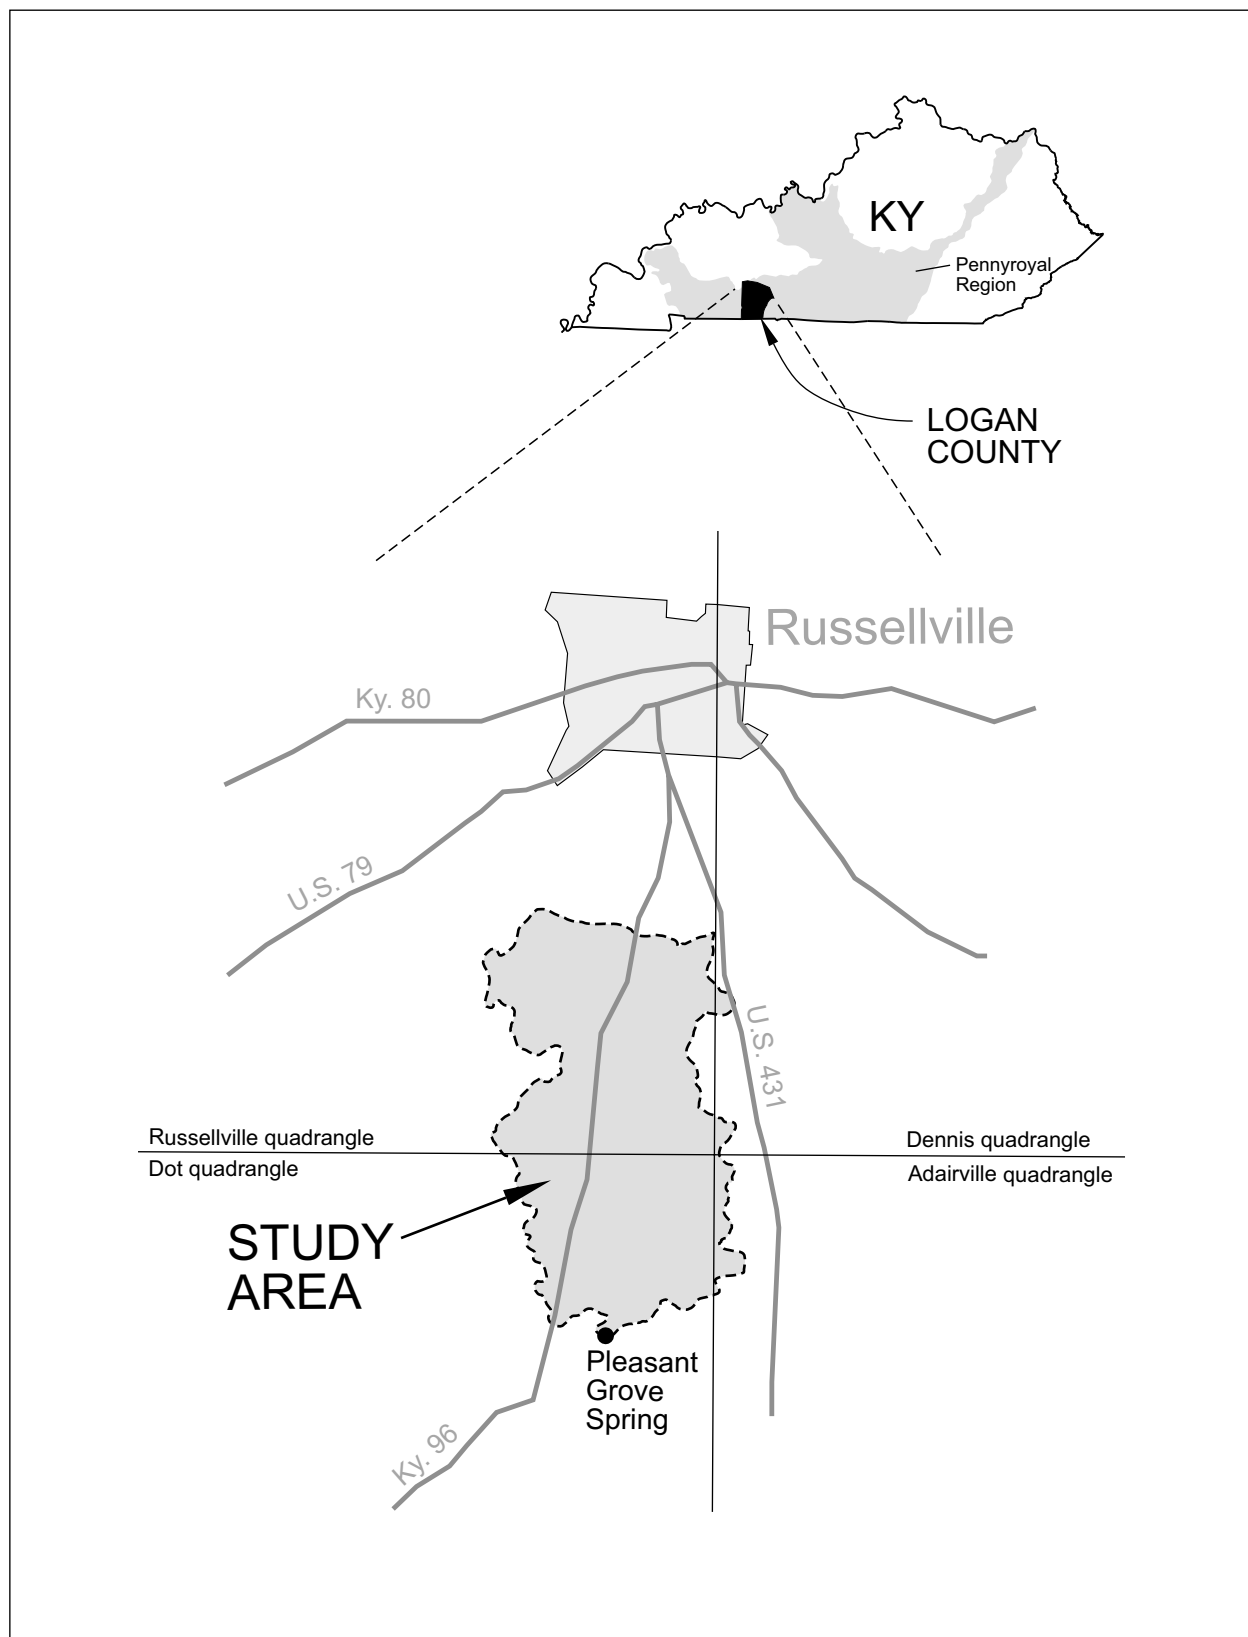 KY
Pennyroyal
Region
LOGAN
COUNTY
Russellville
Ky. 80
U.S. 79
U.S. 431
Russellville quadrangle
Dennis quadrangle
Dot quadrangle
Adairville quadrangle
STUDY
AREA
Pleasant
Grove
Spring
Ky. 96